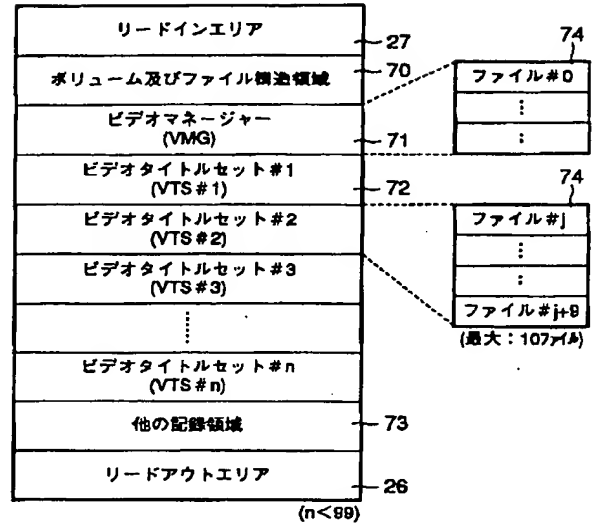 リードインエリア
27
ボリューム及びファイル構造領域
70
ビデオマネージャー
(VMG)
71
ビデオタイトルセット#1
(VTS#1)
72
ビデオタイトルセット#2
(VTS#2)
ビデオタイトルセット#3
(VTS#3)
ビデオタイトルセット#n
(VTS#n)
他の記録領域
73
リードアウトエリア
26
(n<99)
74
ファイル#0
74
ファイル#j
ファイル#j+9
(最大:10ファイル)